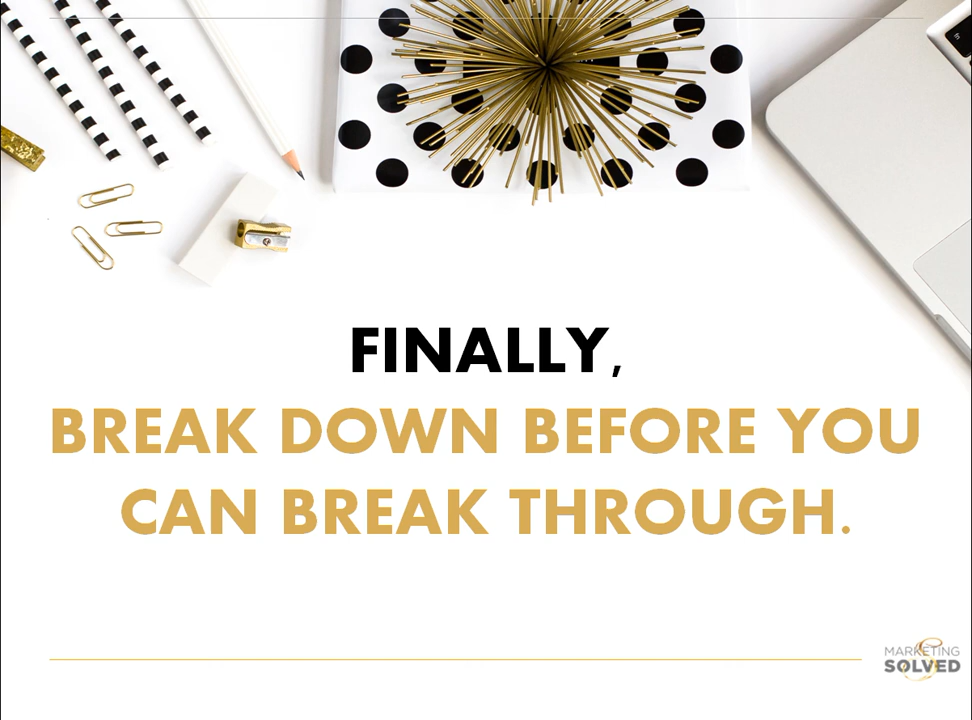 FINALLY,
BREAK DOWN BEFORE YOU
CAN BREAK THROUGH.
MARKETING
SOLVED